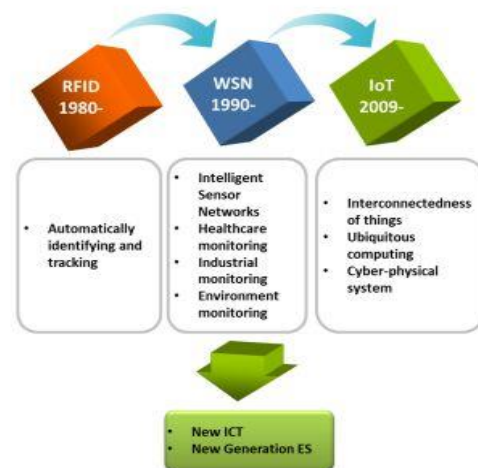 RFID
1980-
WSN
1990-
IoT
2009-
• Automatically
identifying and
tracking
• Intelligent
Sensor
Networks
• Healthcare
monitoring
• Industrial
monitoring
• Environment
monitoring
• Interconnectedness
of things
• Ubiquitous
computing
• Cyber-physical
system
• New ICT
• New Generation ES